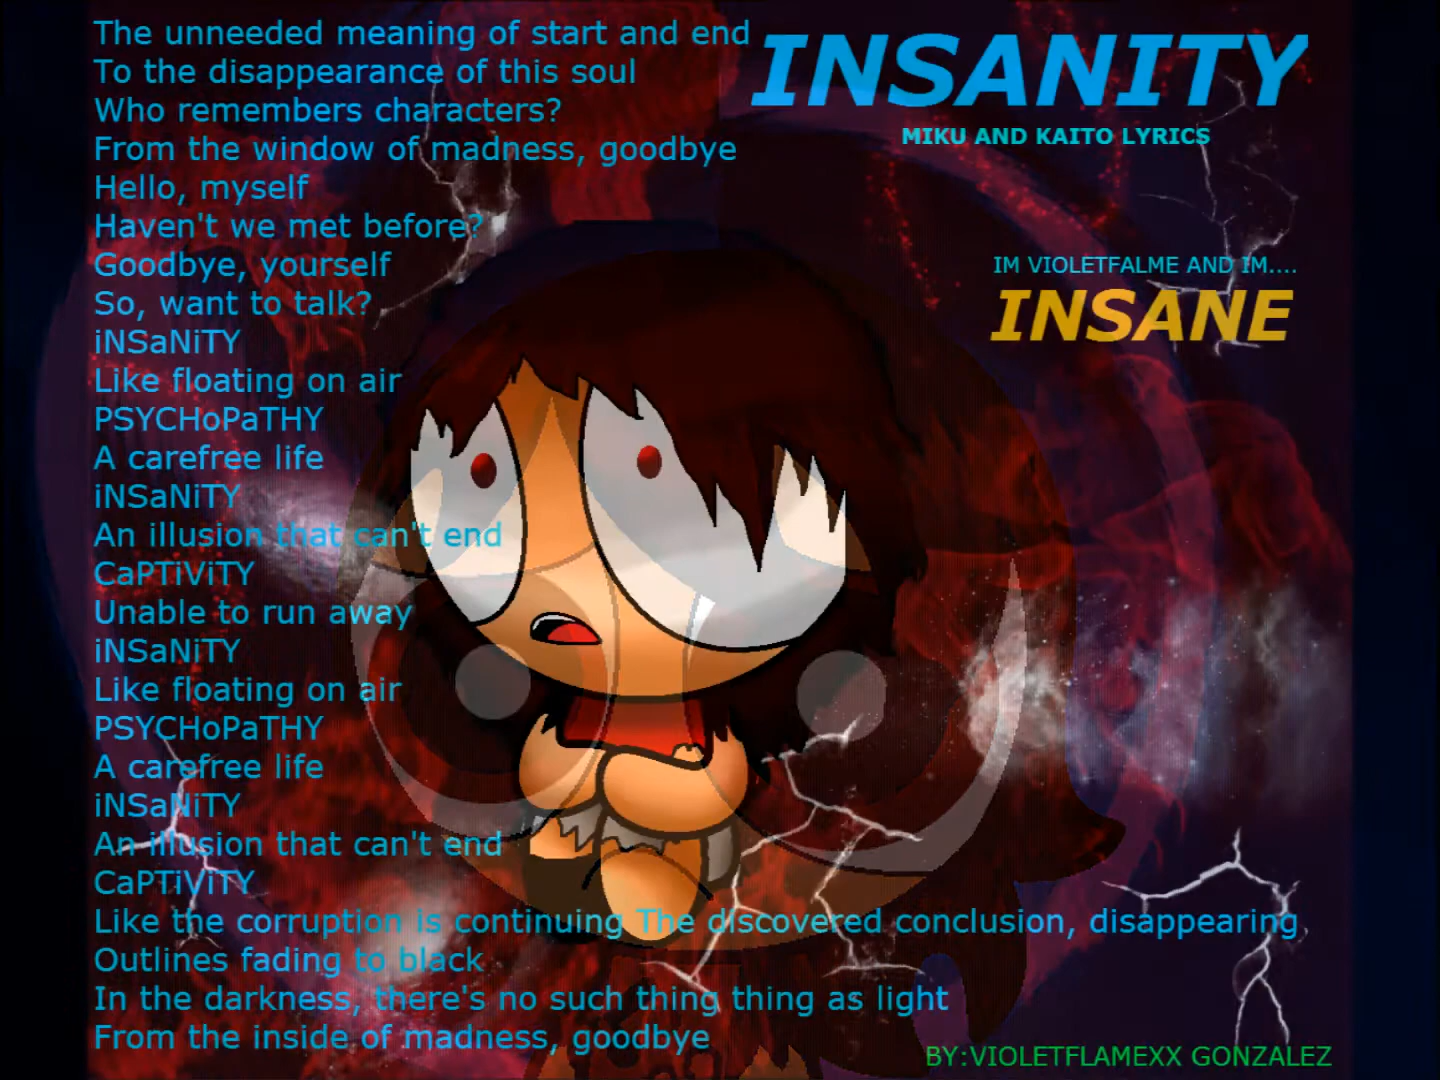 The unneeded meaning of start and end
To the disappearance of this soul
Who remembers characters?
From the window of madness, goodbye
Hello, myself
Haven't we met before?
Goodbye, yourself
So, want to talk?
iNSaNiTY
Like floating on air
PSYCHoPaTHY
A carefree life
iNSaNiTY
An illusion that can't end
CaPTiViTY
Unable to run away
iNSaNiTY
Like floating on air
PSYCHoPaTHY
A carefree life
iNSaNiTY
An illusion that can't end
CaPTiViTY
Like the corruption is continuing The discovered conclusion, disappearing
Outlines fading to black
In the darkness, there's no such thing thing as light
From the inside of madness, goodbye
INSANITY
MIKU AND KAITO LYRICS
IM VIOLETFALME AND IM....
INSANE
BY:VIOLETFLAMEXX GONZALEZ